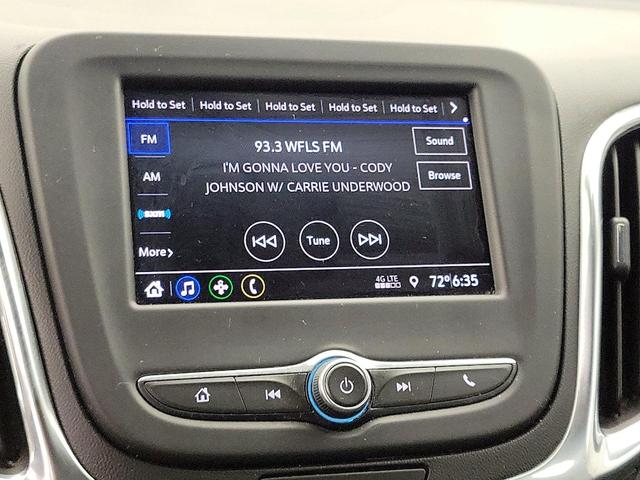 Hold to Set Hold to Set Hold to Set Hold to Set Hold to Set
FM
93.3 WFLS FM
Sound
I'M GONNA LOVE YOU - CODY
JOHNSON W/ CARRIE UNDERWOOD
AM
Browse
((SXM))
Tune
More
4G LTE
72° 6:35